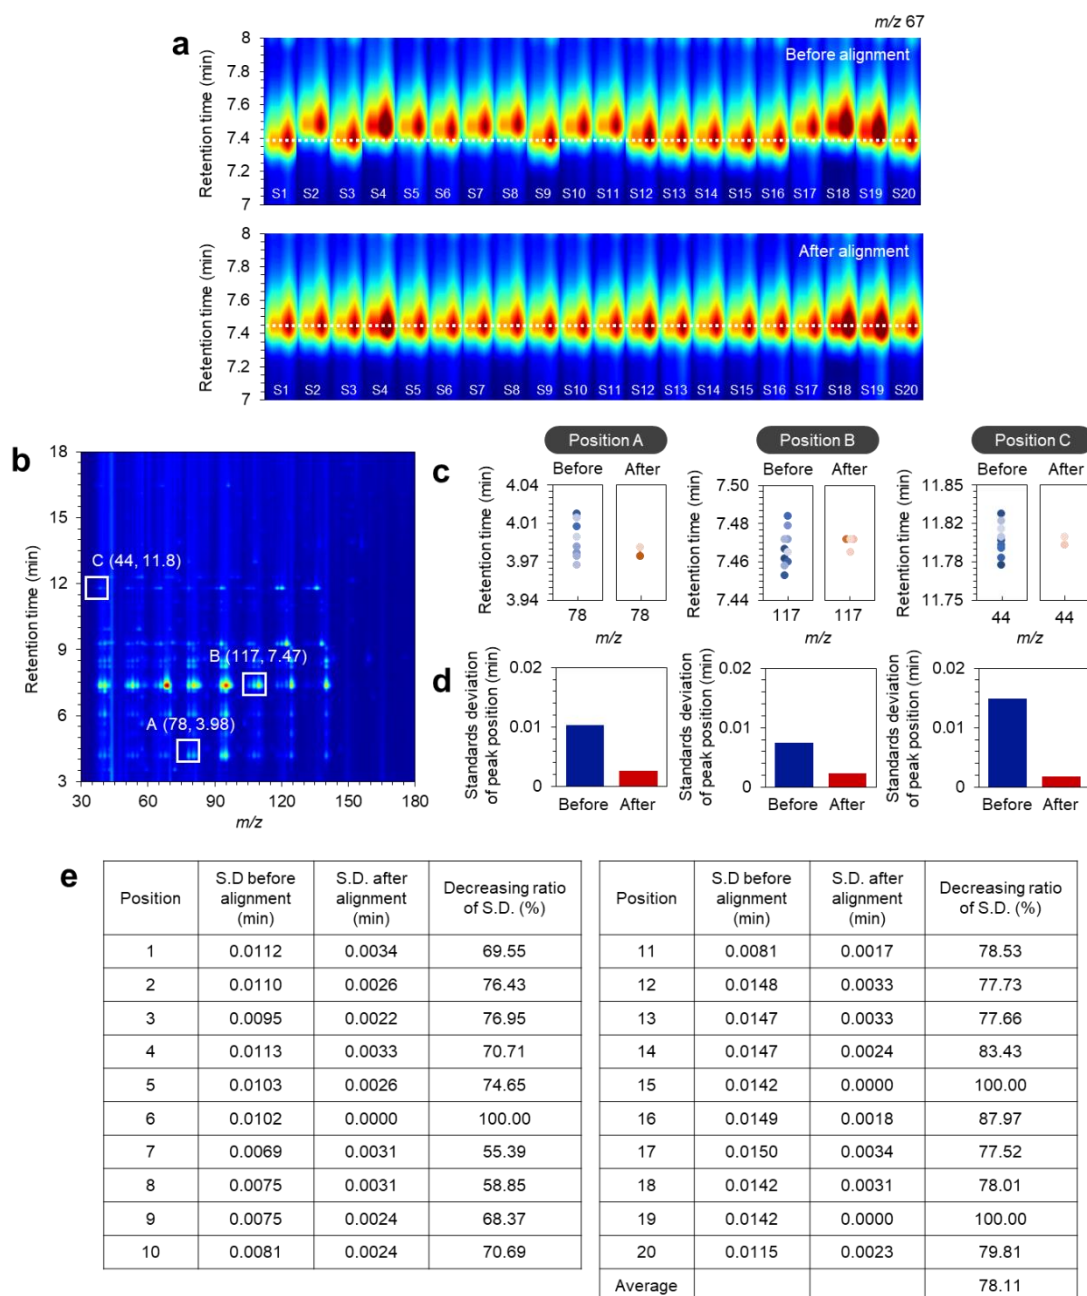 m/z 67
a
Before alignment
Retention time (min)
8
7.8
7.6
7.4
7.2
7
S1 S2 S3 S4 S5 S6 S7 S8 S9 S10 S11 S12 S13 S14 S15 S16 S17 S18 S19 S20
After alignment
Retention time (min)
8
7.8
7.6
7.4
7.2
7
S1 S2 S3 S4 S5 S6 S7 S8 S9 S10 S11 S12 S13 S14 S15 S16 S17 S18 S19 S20
b
Retention time (min)
18
15
12
9
6
3
C (44, 11.8)
B (117, 7.47)
A (78, 3.98)
30 60 90 120 150 180
m/z
c
Position A
Before After
Retention time (min)
4.04
4.01
3.97
3.94
78 78
m/z
Position B
Before After
Retention time (min)
7.50
7.48
7.46
7.44
117 117
m/z
Position C
Before After
Retention time (min)
11.85
11.82
11.78
11.75
44 44
m/z
d
Standards deviation
of peak position (min)
0.02
0.01
0
Before After
Standards deviation
of peak position (min)
0.02
0.01
0
Before After
Standards deviation
of peak position (min)
0.02
0.01
0
Before After
e
Position S.D before alignment (min) S.D. after alignment (min) Decreasing ratio of S.D. (%)
1 0.0112 0.0034 69.55
2 0.0110 0.0026 76.43
3 0.0095 0.0022 76.95
4 0.0113 0.0033 70.71
5 0.0103 0.0026 74.65
6 0.0102 0.0000 100.00
7 0.0069 0.0031 55.39
8 0.0075 0.0031 58.85
9 0.0075 0.0024 68.37
10 0.0081 0.0024 70.69
Position S.D before alignment (min) S.D. after alignment (min) Decreasing ratio of S.D. (%)
11 0.0081 0.0017 78.53
12 0.0148 0.0033 77.73
13 0.0147 0.0033 77.66
14 0.0147 0.0024 83.43
15 0.0142 0.0000 100.00
16 0.0149 0.0018 87.97
17 0.0150 0.0034 77.52
18 0.0142 0.0031 78.01
19 0.0142 0.0000 100.00
20 0.0115 0.0023 79.81
Average 78.11